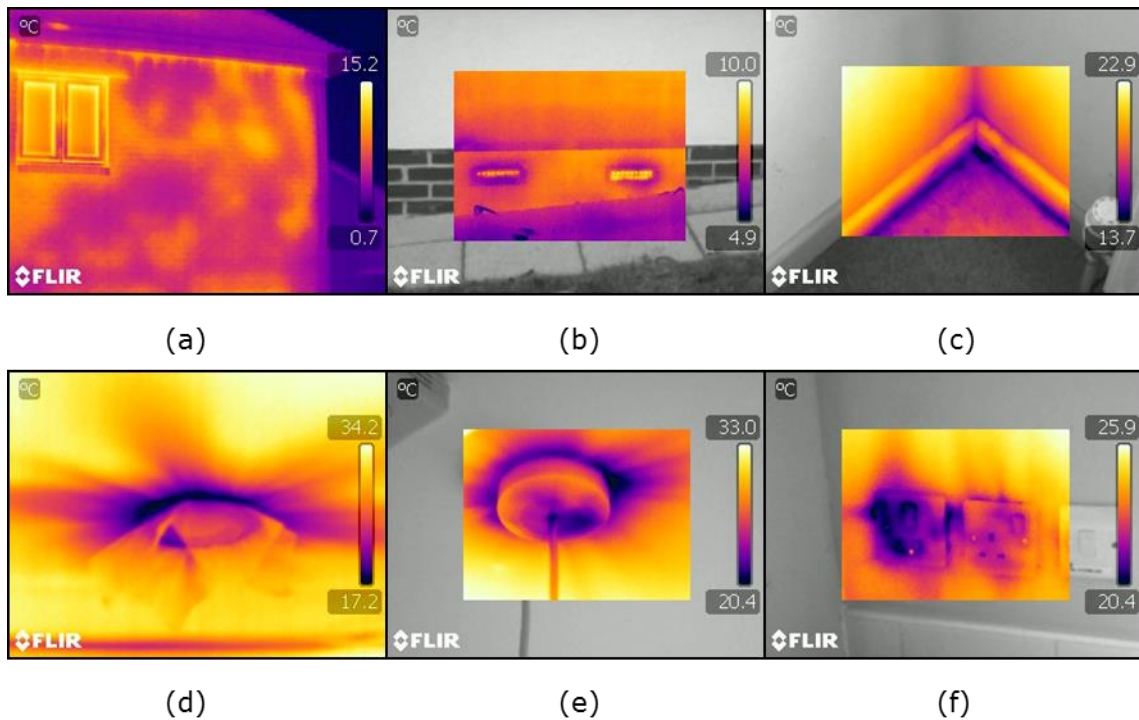 °C
15.2
0.7
FLIR
°C
10.0
4.9
FLIR
°C
22.9
13.7
FLIR
(a)
(b)
(c)
°C
34.2
17.2
FLIR
°C
33.0
20.4
FLIR
°C
25.9
20.4
FLIR
(d)
(e)
(f)